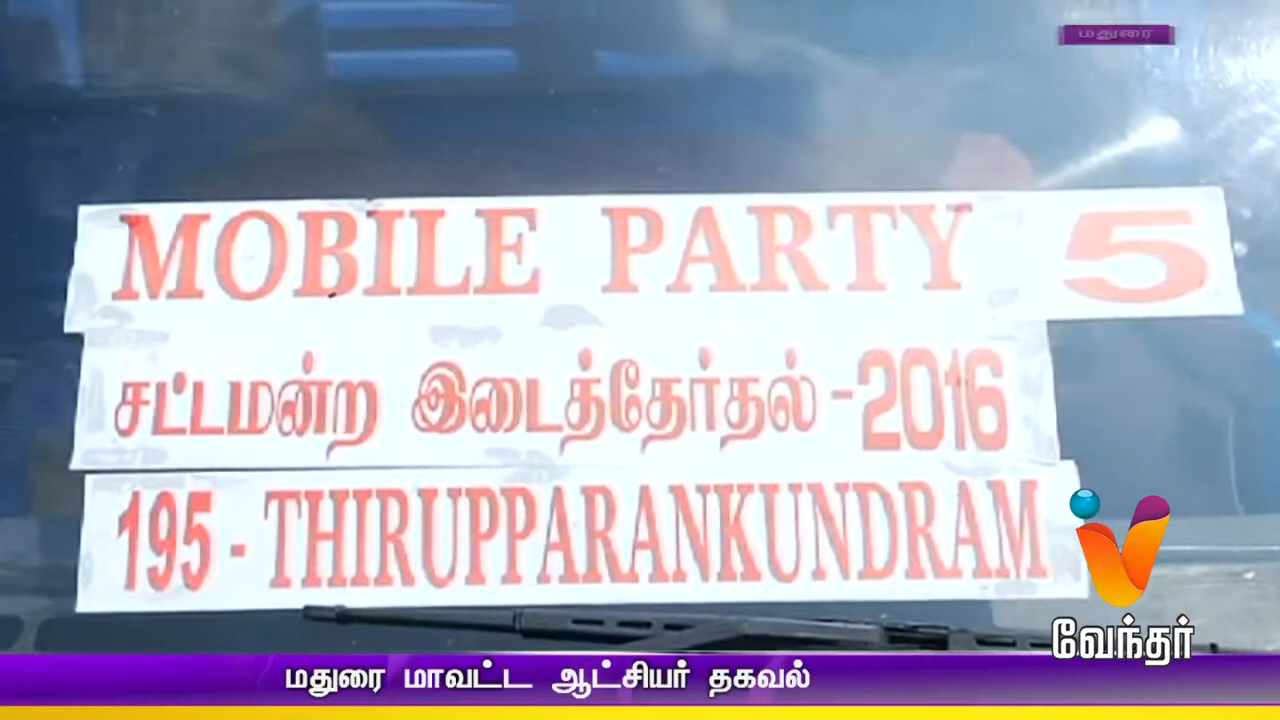 மதுரை
MOBILE PARTY 5
சட்டமன்ற இடைத்தேர்தல் - 2016
195 - THIRUPPARANKUNDRAM
வேந்தர்
மதுரை மாவட்ட ஆட்சியர் தகவல்